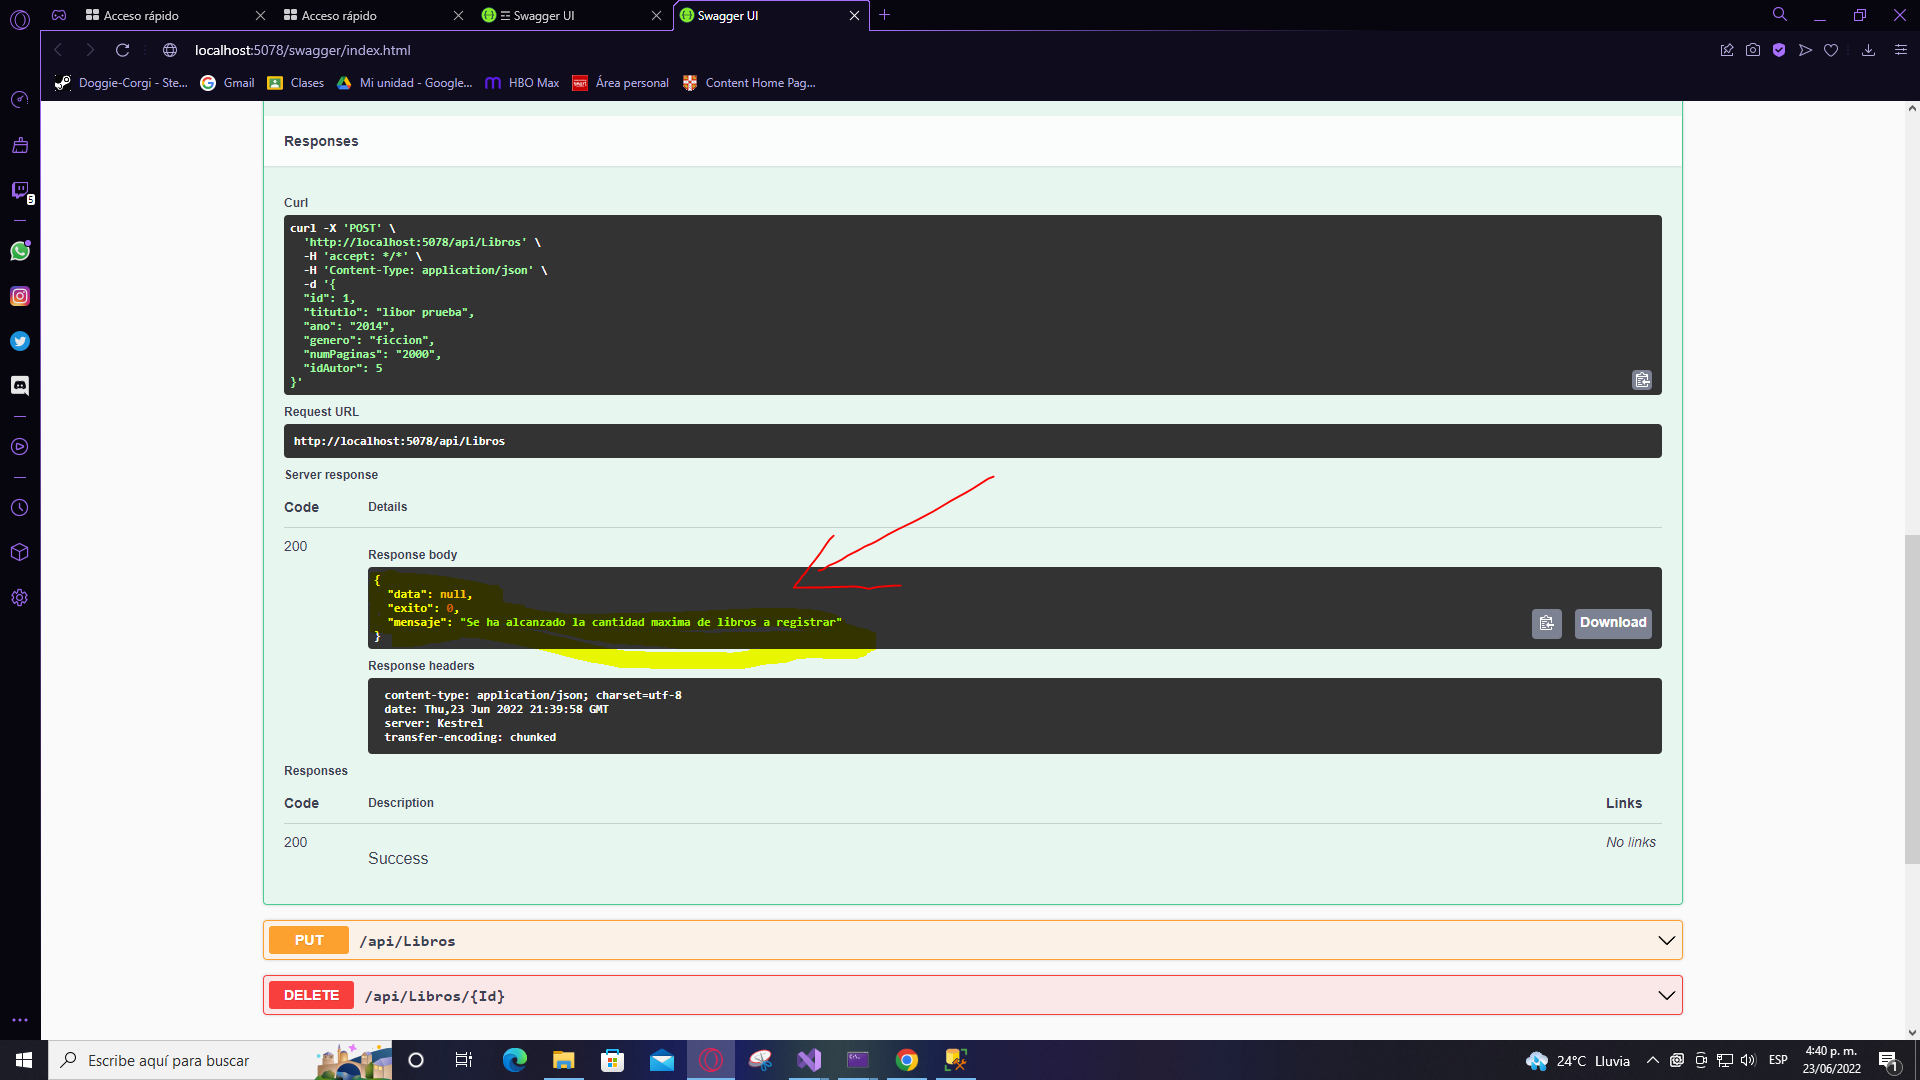 Acceso rápido
Acceso rápido
Swagger UI
Swagger UI
localhost:5078/swagger/index.html
Doggie-Corgi - Ste...
Gmail
Clases
Mi unidad - Google...
HBO Max
Área personal
Content Home Pag...
5
Responses
Curl
curl -X 'POST' \
'http://localhost:5078/api/Libros' \
-H 'accept: */*' \
-H 'Content-Type: application/json' \
-d '{
"id": 1,
"titutlo": "libor prueba",
"ano": "2014",
"genero": "ficcion",
"numPaginas": "2000",
"idAutor": 5
}'
Request URL
http://localhost:5078/api/Libros
Server response
Code Details
200
Response body
{
"data": null,
"exito": 0,
"mensaje": "Se ha alcanzado la cantidad maxima de libros a registrar"
}
Download
Response headers
content-type: application/json; charset=utf-8
date: Thu,23 Jun 2022 21:39:58 GMT
server: Kestrel
transfer-encoding: chunked
Responses
Code Description Links
200 No links
Success
PUT /api/Libros
DELETE /api/Libros/{Id}
Escribe aquí para buscar
24°C Lluvia
ESP
4:40 p. m.
23/06/2022
1